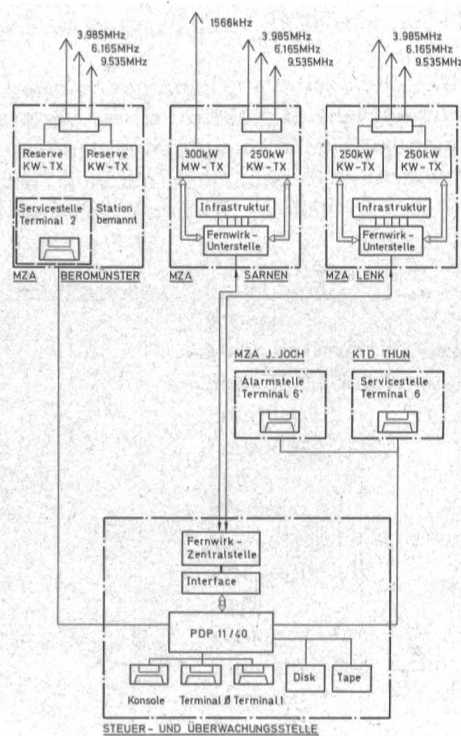 3.985MHz
6.165MHz
9.535MHz
1566kHz
3.985MHz
6.165MHz
9.535MHz
3.985MHz
6.165MHz
9.535MHz
Reserve
KW-TX
Reserve
KW-TX
Servicestelle
Terminal 2
Station
bemannt
MZA BEROMÜNSTER
300kW
MW-TX
250kW
KW-TX
Infrastruktur
Fernwirk-
Unterstelle
MZA SARNEN
250kW
KW-TX
250kW
KW-TX
Infrastruktur
Fernwirk-
Unterstelle
MZA LENK
MZA J. JOCH
Alarmstelle
Terminal 6'
KTD THUN
Servicestelle
Terminal 6
Fernwirk-
Zentralstelle
Interface
PDP 11/40
Konsole
Terminal Ø
Terminal 1
Disk
Tape
STEUER- UND ÜBERWACHUNGSSTELLE